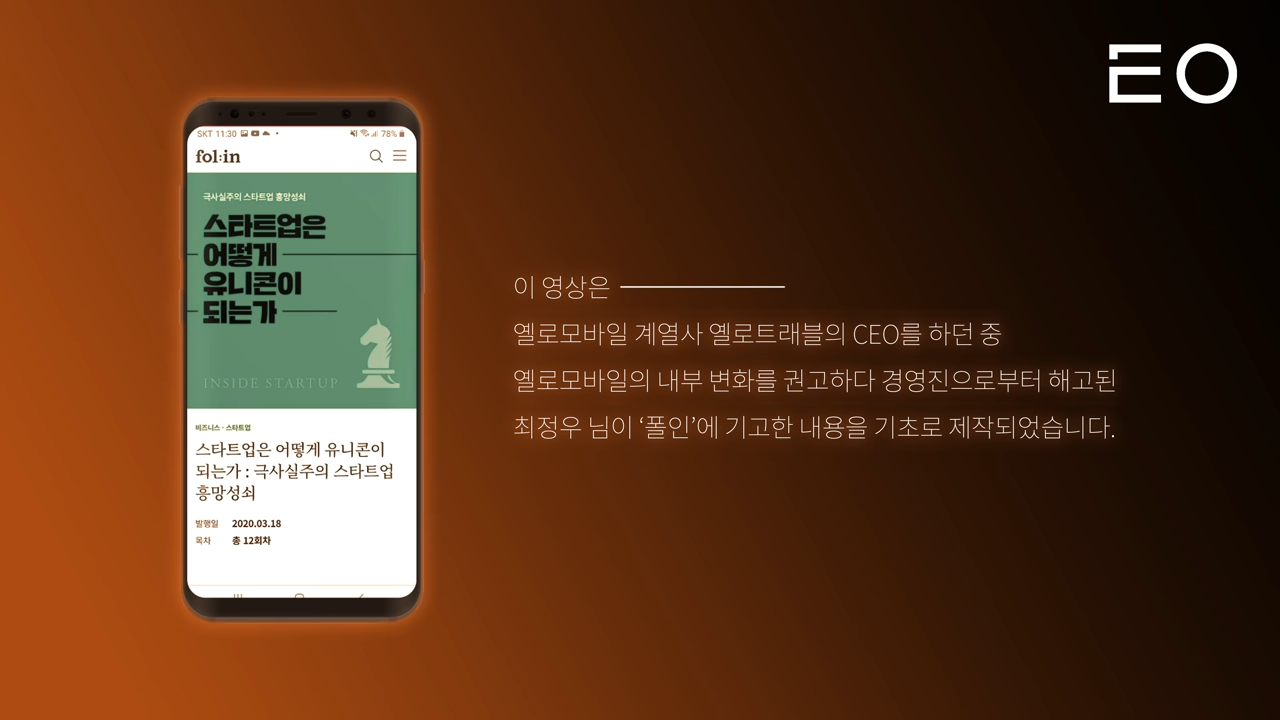 EO
SKT 11:30
78%
fol:in
극사실주의 스타트업 흥망성쇠
스타트업은
어떻게
유니콘이
되는가
INSIDE STARTUP
비즈니스 · 스타트업
스타트업은 어떻게 유니콘이
되는가 : 극사실주의 스타트업
흥망성쇠
발행일 2020.03.18
목차 총 12회차
이 영상은
옐로모바일 계열사 옐로트래블의 CEO를 하던 중
옐로모바일의 내부 변화를 권고하다 경영진으로부터 해고된
최정우 님이 ‘폴인’에 기고한 내용을 기초로 제작되었습니다.